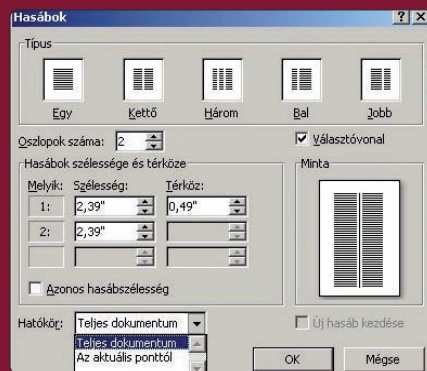 Hasábok
Típus
Egy Kettő Három Bal Jobb
Oszlopok száma: 2
Választóvonal
Hasábok szélessége és térköze
Minta
Melyik: Szélesség: Térköz:
1: 2,39" 0,49"
2: 2,39"
Azonos hasábszélesség
Hatókör: Teljes dokumentum
Új hasáb kezdése
Teljes dokumentum
Az aktuális ponttól
OK Mégse